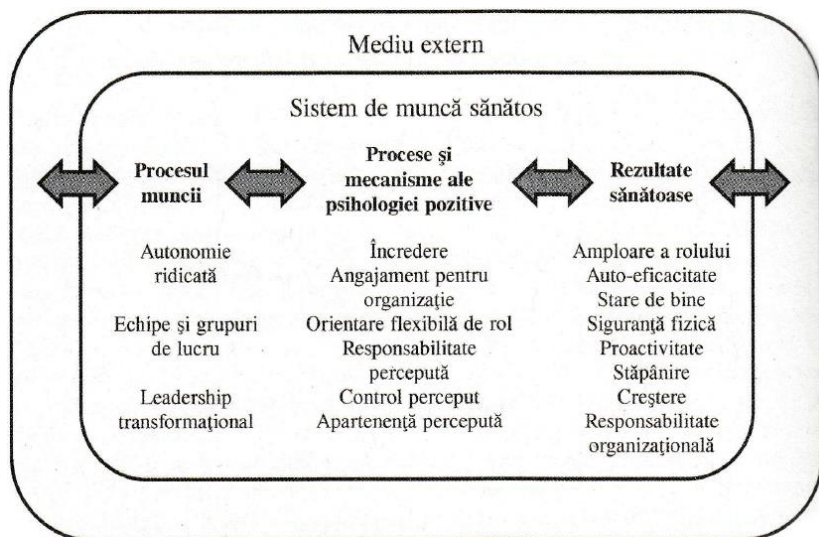 Mediu extern
Sistem de muncă sănătos
Procesul
muncii
Procese şi
mecanisme ale
psihologiei pozitive
Rezultate
sănătoase
Autonomie
ridicată
Echipe şi grupuri
de lucru
Leadership
transformaţional
Încredere
Angajament pentru
organizaţie
Orientare flexibilă de rol
Responsabilitate
percepută
Control perceput
Apartenenţă percepută
Amploare a rolului
Auto-eficacitate
Stare de bine
Siguranţă fizică
Proactivitate
Stăpânire
Creştere
Responsabilitate
organizaţională